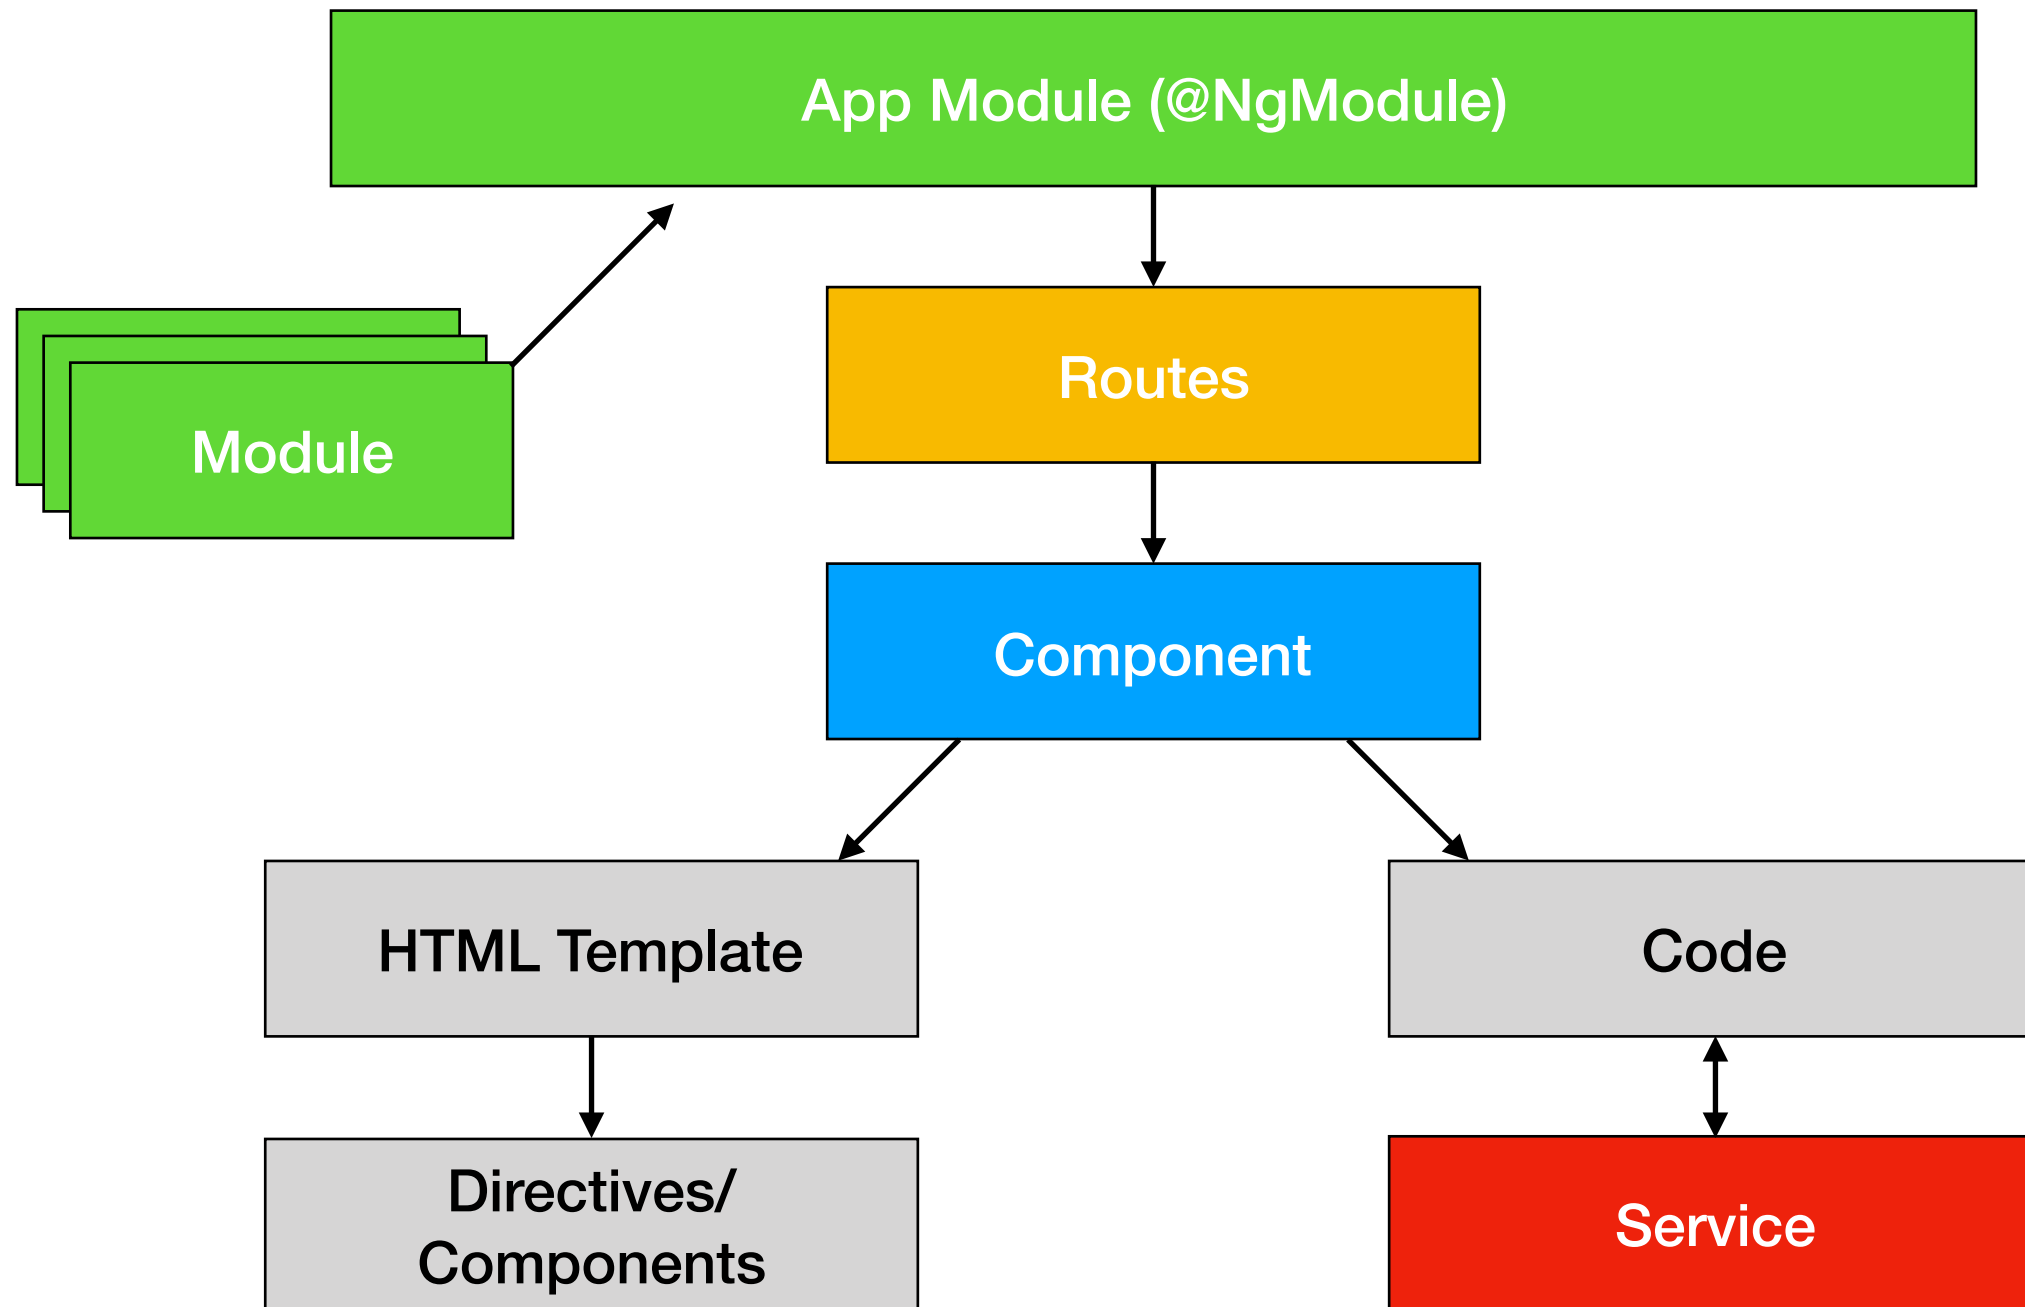 App Module (@NgModule)
Routes
Module
Component
HTML Template
Code
Directives/
Components
Service